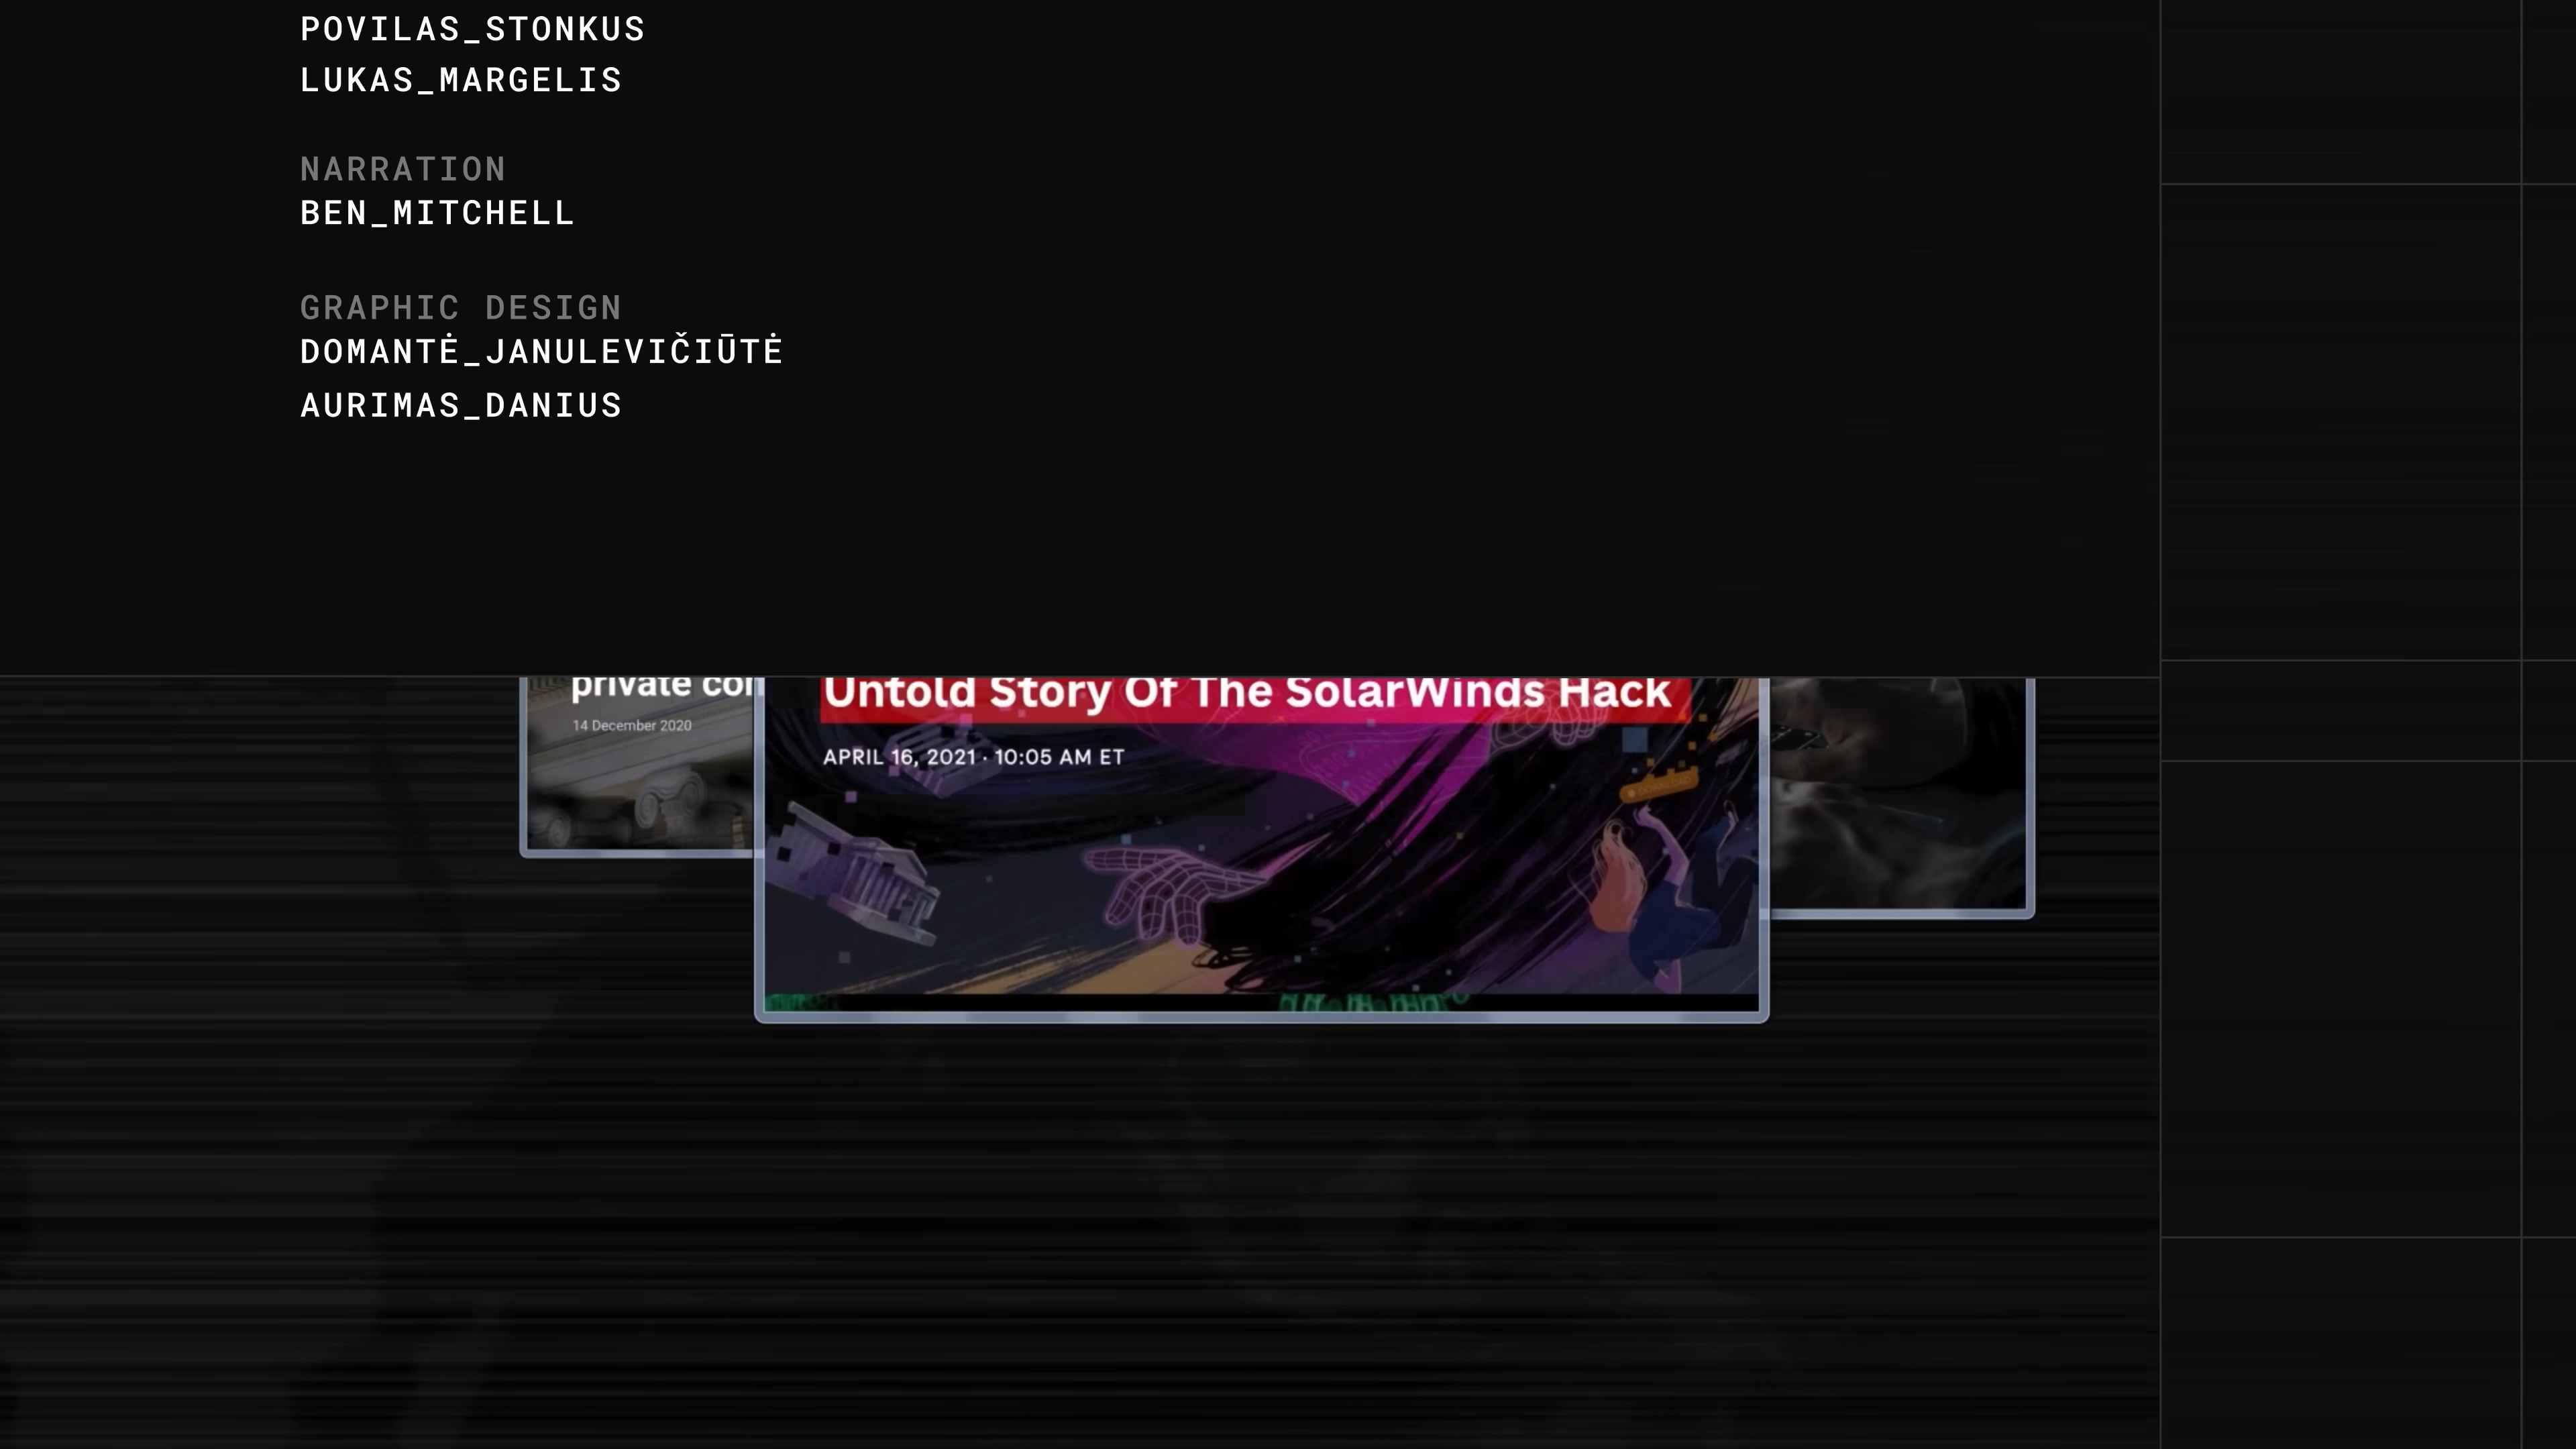 POVILAS_STONKUS
LUKAS_MARGELIS
NARRATION
BEN_MITCHELL
GRAPHIC DESIGN
DOMANTĖ_JANULEVIČIŪTĖ
AURIMAS_DANIUS
private con
14 December 2020
Untold Story Of The SolarWinds Hack
APRIL 16, 2021 · 10:05 AM ET